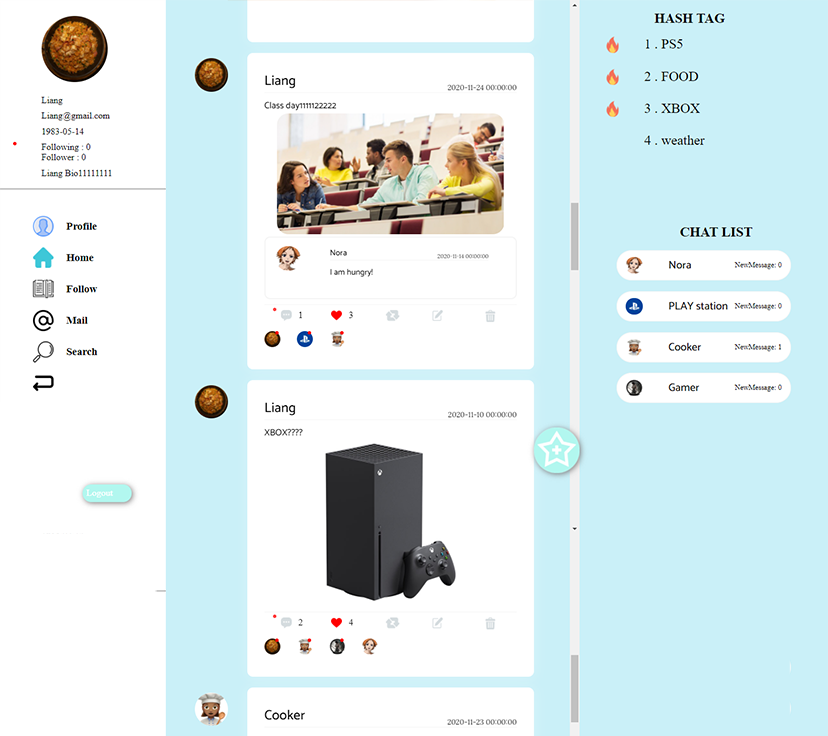 Liang
Liang@gmail.com
1983-05-14
Following : 0
Follower : 0
Liang Bio11111111
Profile
Home
Follow
Mail
Search
Logout
Liang
2020-11-24 00:00:00
Class day1111122222
Nora
2020-11-14 00:00:00
I am hungry!
1
3
Liang
2020-11-10 00:00:00
XBOX????
2
4
Cooker
2020-11-23 00:00:00
HASH TAG
1 . PS5
2 . FOOD
3 . XBOX
4 . weather
CHAT LIST
Nora NewMessage: 0
PLAY station NewMessage: 0
Cooker NewMessage: 1
Gamer NewMessage: 0